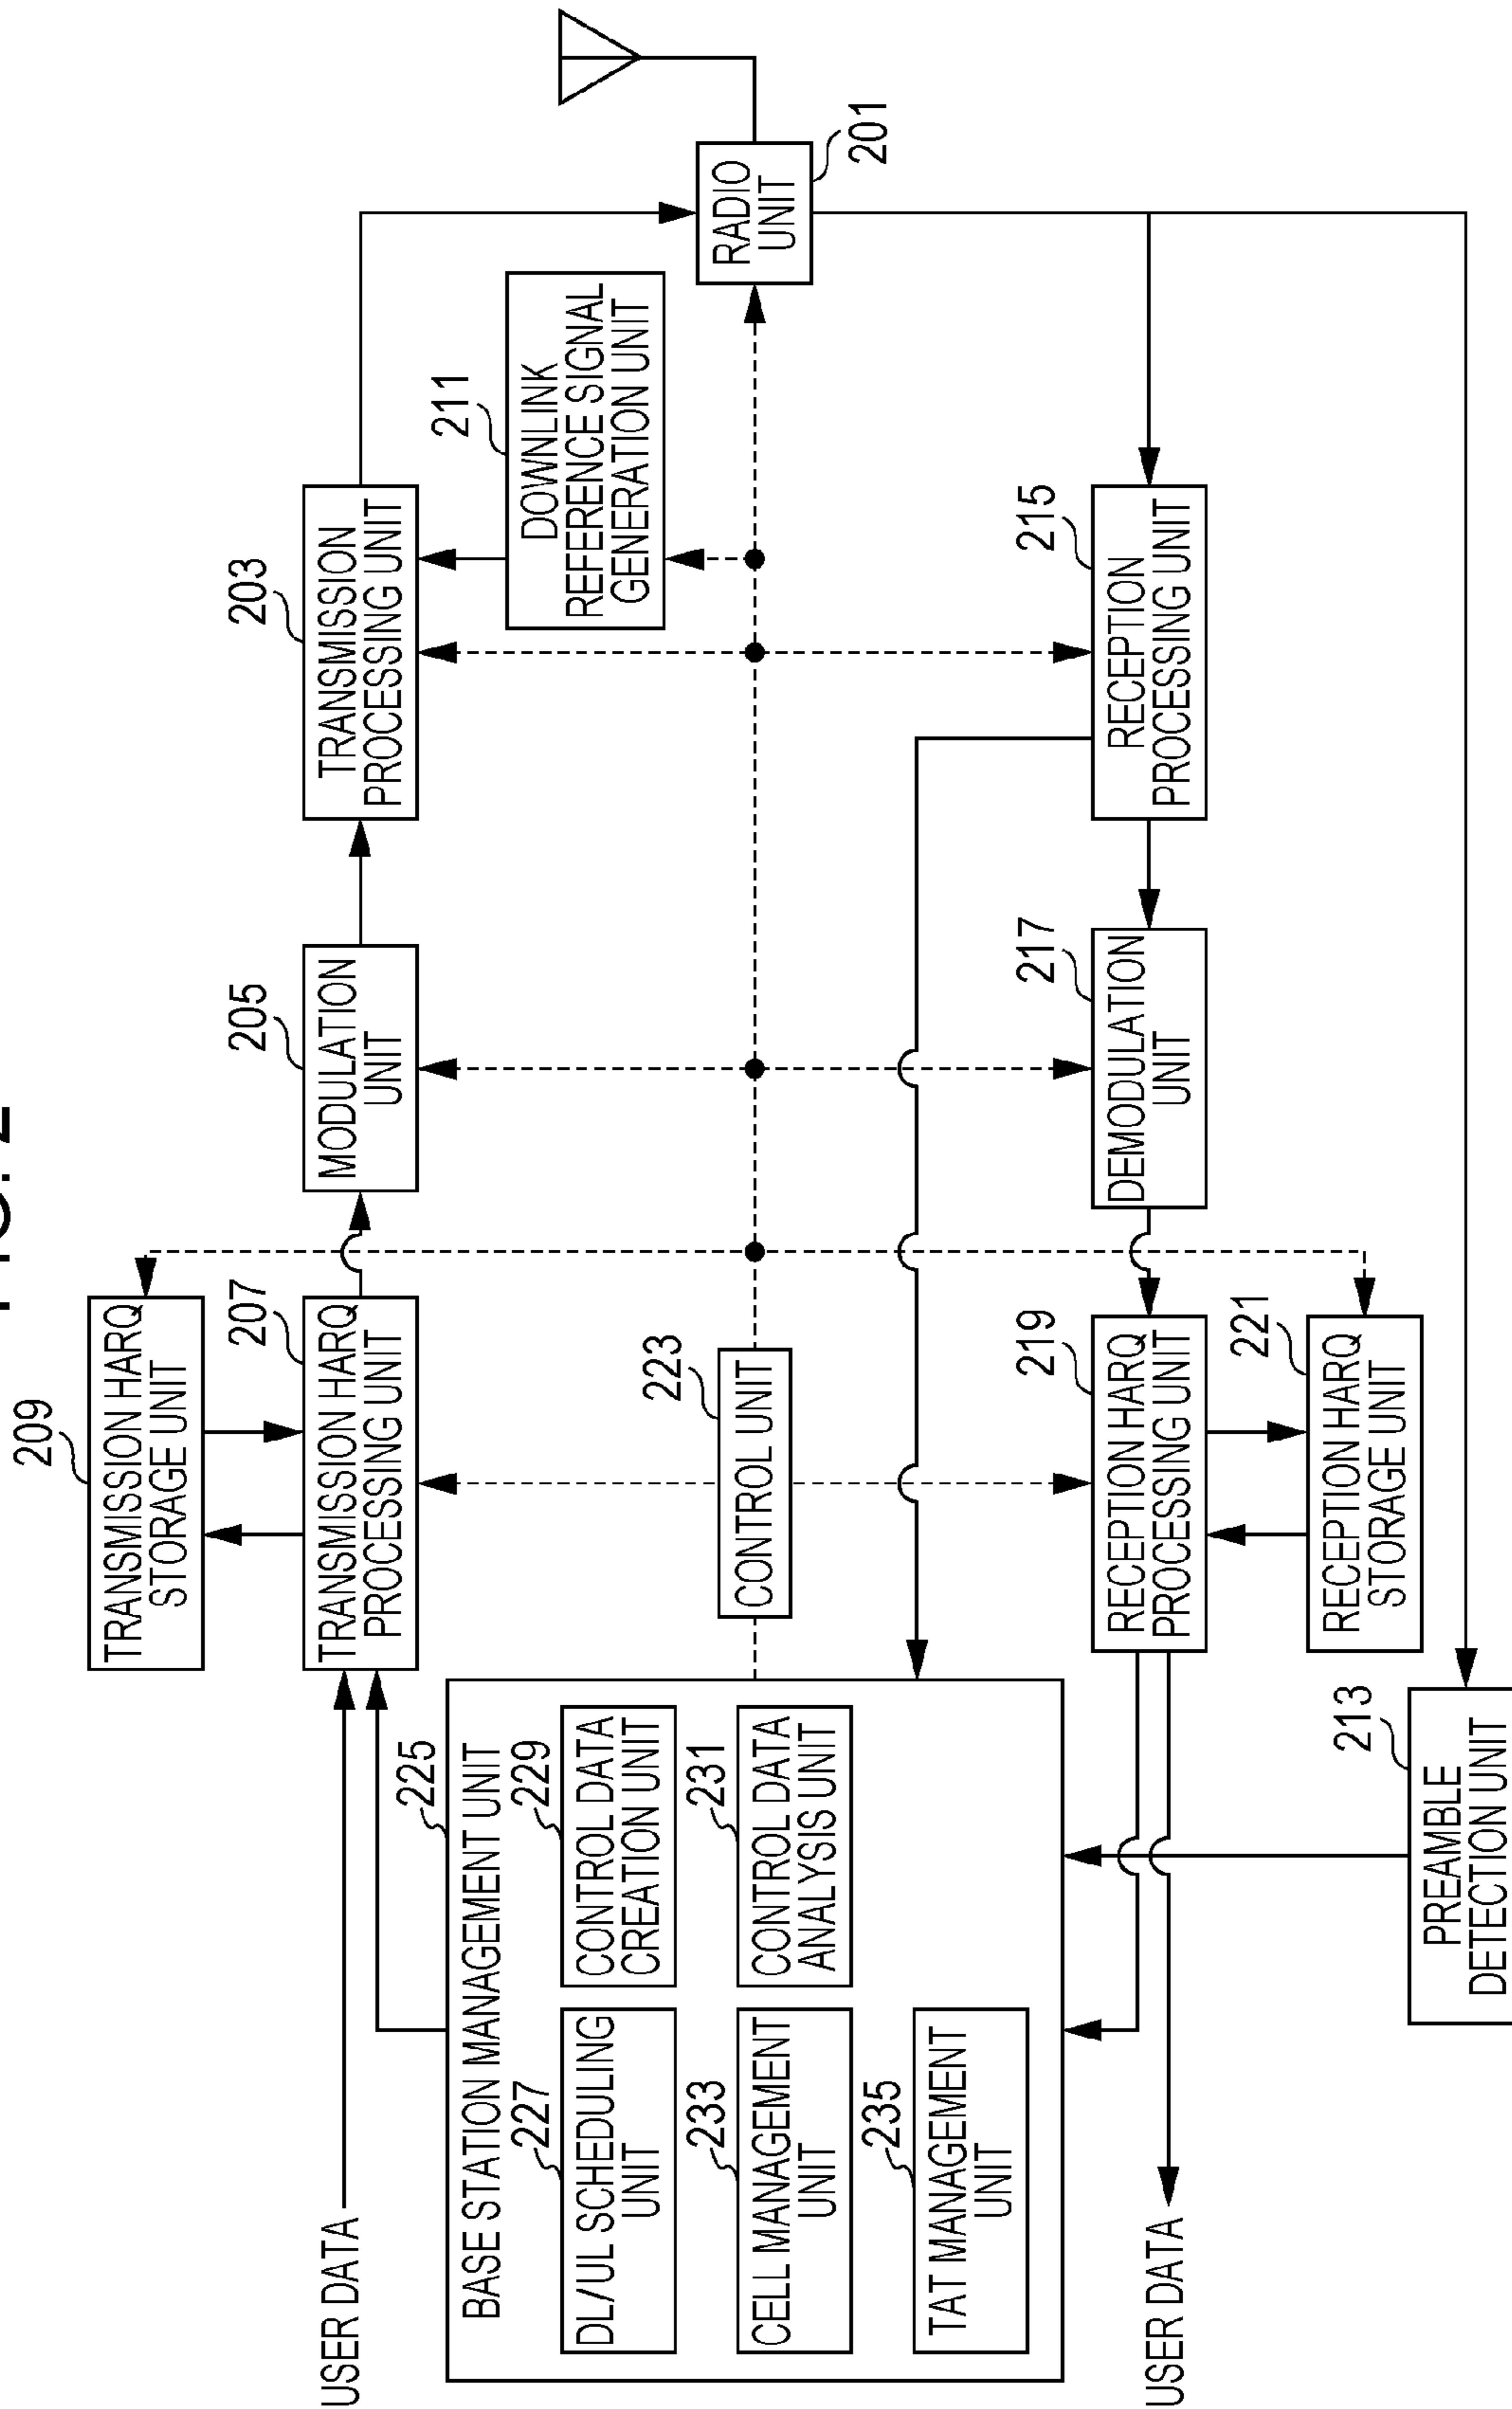 FIG. 2
209
TRANSMISSION HARQ
STORAGE UNIT
207
TRANSMISSION HARQ
PROCESSING UNIT
205
MODULATION
UNIT
203
TRANSMISSION
PROCESSING UNIT
211
DOWNLINK
REFERENCE SIGNAL
GENERATION UNIT
RADIO
UNIT
201
USER DATA
225
BASE STATION MANAGEMENT UNIT
227
DL/UL SCHEDULING
UNIT
229
CONTROL DATA
CREATION UNIT
233
CELL MANAGEMENT
UNIT
231
CONTROL DATA
ANALYSIS UNIT
235
TAT MANAGEMENT
UNIT
223
CONTROL UNIT
219
RECEPTION HARQ
PROCESSING UNIT
217
DEMODULATION
UNIT
215
RECEPTION
PROCESSING UNIT
USER DATA
221
RECEPTION HARQ
STORAGE UNIT
213
PREAMBLE
DETECTION UNIT